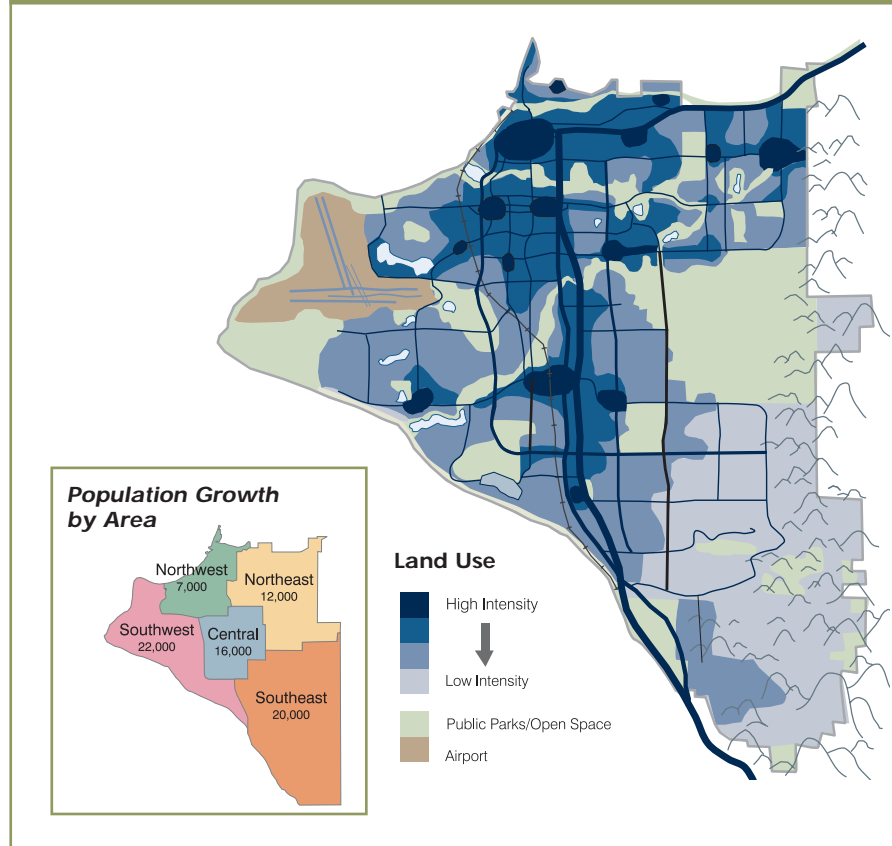 Population Growth
by Area
Northwest
7,000
Northeast
12,000
Southwest
22,000
Central
16,000
Southeast
20,000
Land Use
High Intensity
Low Intensity
Public Parks/Open Space
Airport